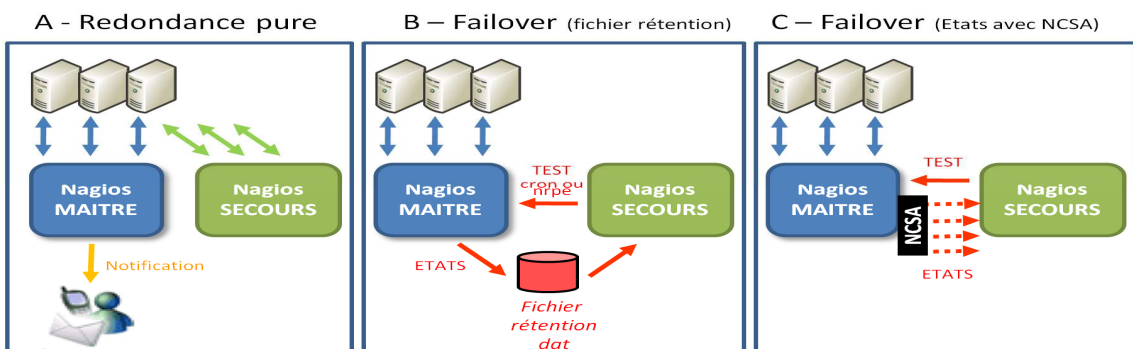 A - Redondance pure
Nagios
MAITRE
Nagios
SECOURS
Notification
B – Failover (fichier rétention)
TEST
cron ou
nrpe
Nagios
MAITRE
Nagios
SECOURS
ETATS
Fichier
rétention
dat
C – Failover (Etats avec NCSA)
TEST
Nagios
MAITRE
NCSA
Nagios
SECOURS
ETATS